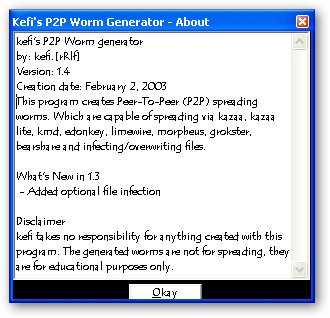 Kefi's P2P Worm Generator - About
kefi's P2P Worm generator
by: kefi. [rRlf]
Version: 1.4
Creation date: February 2, 2003
This program creates Peer-To-Peer (P2P) spreading
worms. Which are capable of spreading via kazaa, kazaa
lite, kmd, edonkey, limewire, morpheus, grokster,
bearshare and infecting/overwriting files.
What's New in 1.3
- Added optional file infection
Disclaimer
kefi takes no responsibility for anything created with this
program. The generated worms are not for spreading, they
are for educational purposes only.
Okay